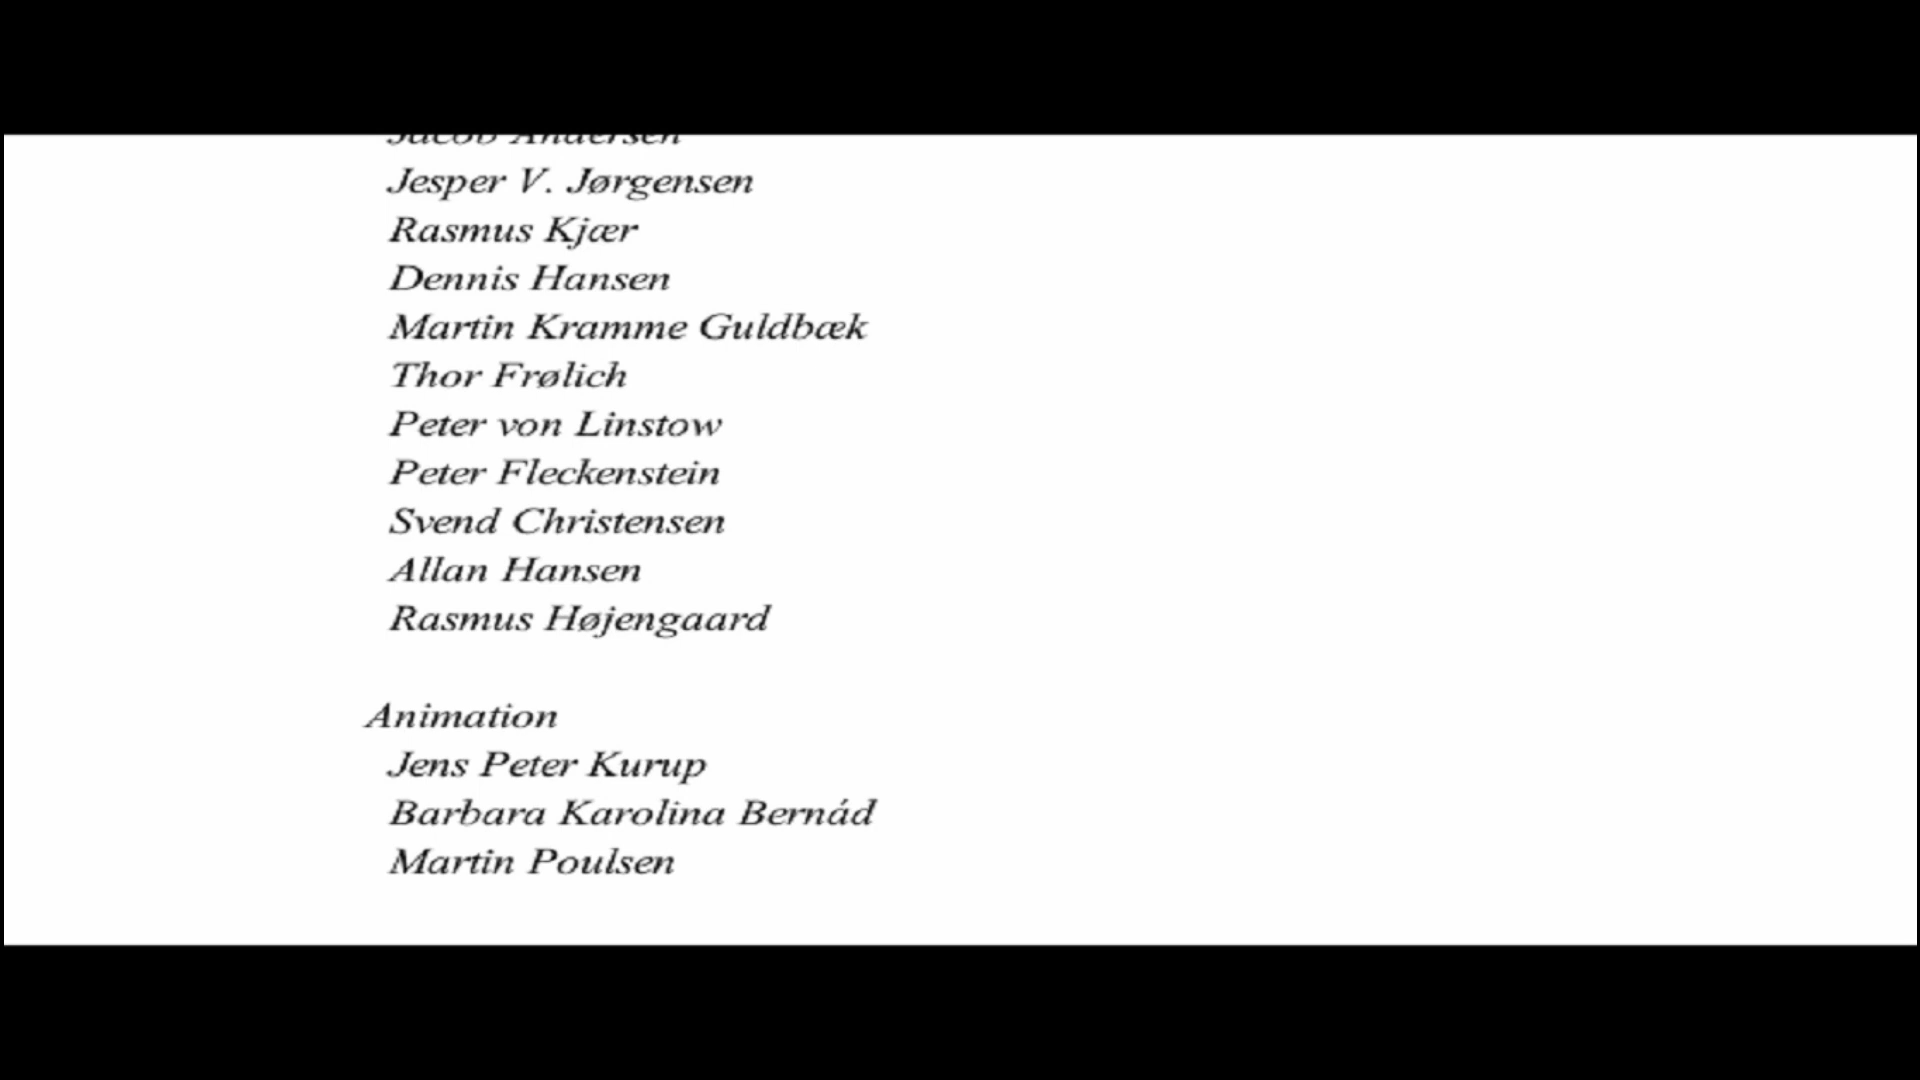 Jacob Andersen
Jesper V. Jørgensen
Rasmus Kjær
Dennis Hansen
Martin Kramme Guldbæk
Thor Frølich
Peter von Linstow
Peter Fleckenstein
Svend Christensen
Allan Hansen
Rasmus Højengaard
Animation
Jens Peter Kurup
Barbara Karolina Bernád
Martin Poulsen